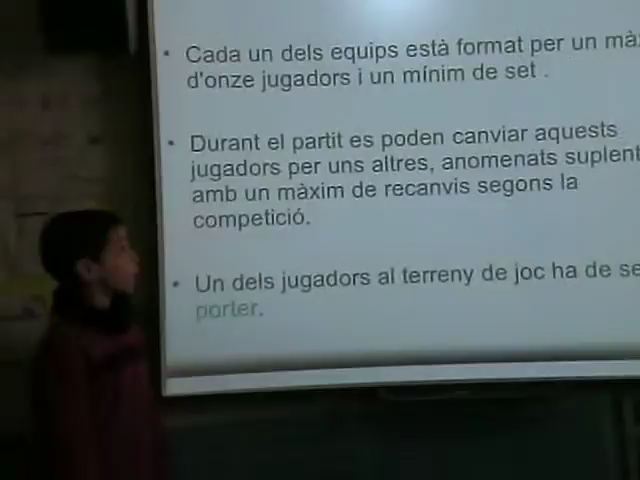 • Cada un dels equips està format per un mà
d'onze jugadors i un mínim de set .
• Durant el partit es poden canviar aquests
jugadors per uns altres, anomenats suplent
amb un màxim de recanvis segons la
competició.
• Un dels jugadors al terreny de joc ha de se
porter.